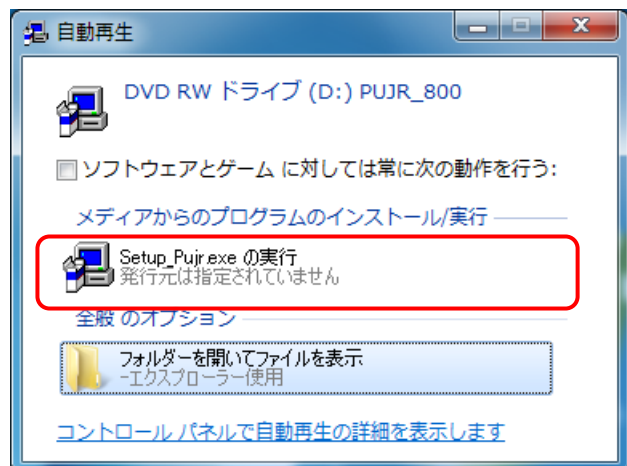 自動再生
DVD RW ドライブ (D:) PUJR_800
ソフトウェアとゲーム に対しては常に次の動作を行う:
メディアからのプログラムのインストール/実行
Setup_Pujr.exe の実行
発行元は指定されていません
全般 のオプション
フォルダーを開いてファイルを表示
-エクスプローラー使用
コントロール パネルで自動再生の詳細を表示します